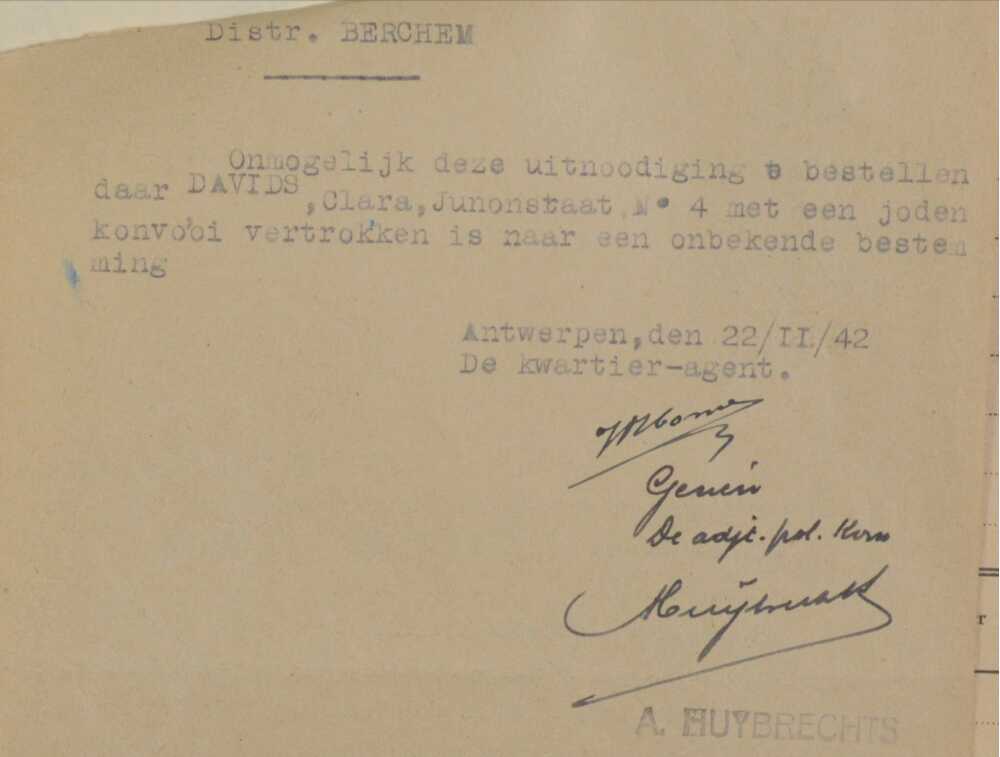 Distr. BERCHEM
Onmogelijk deze uitnoodiging te bestellen
daar DAVIDS,Clara,Junonstaat N° 4 met een joden
konvooi vertrokken is naar een onbekende bestem
ming
Antwerpen,den 22/II/42
De kwartier-agent.
Gezien
De adjt. pol. Kom
AHuybrechts
A. HUYBRECHTS
r